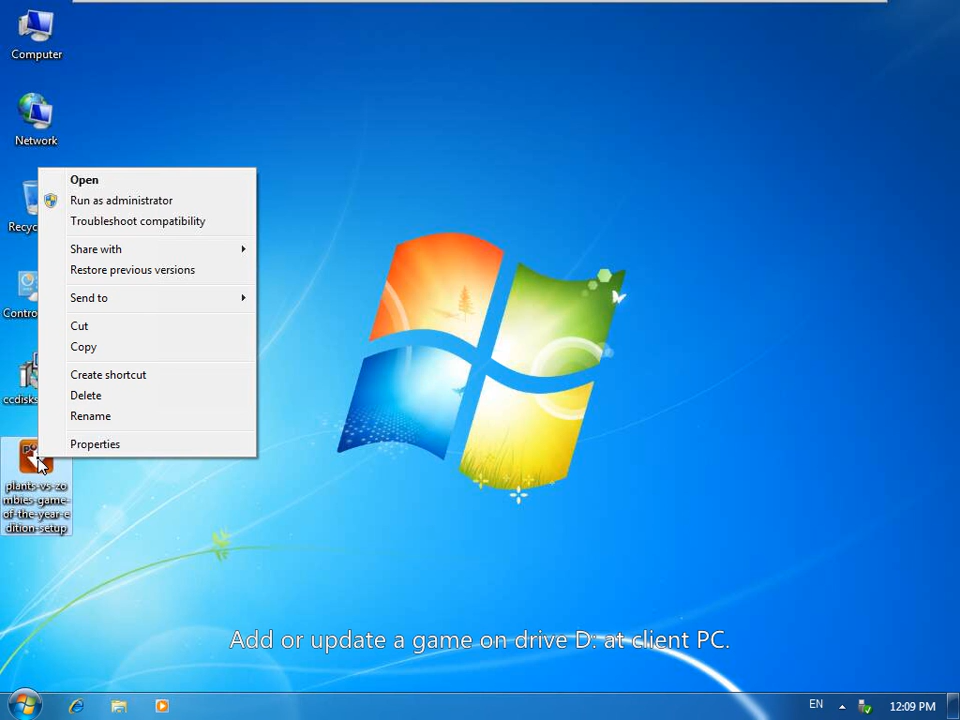 Computer
Network
Open
Run as administrator
Troubleshoot compatibility
Share with
Restore previous versions
Send to
Cut
Copy
Create shortcut
Delete
Rename
Properties
Recyc
Contro
ccdisks
plants-vs-zo
mbies-game-
of-the-year-e
dition-setup
Add or update a game on drive D: at client PC.
EN
12:09 PM